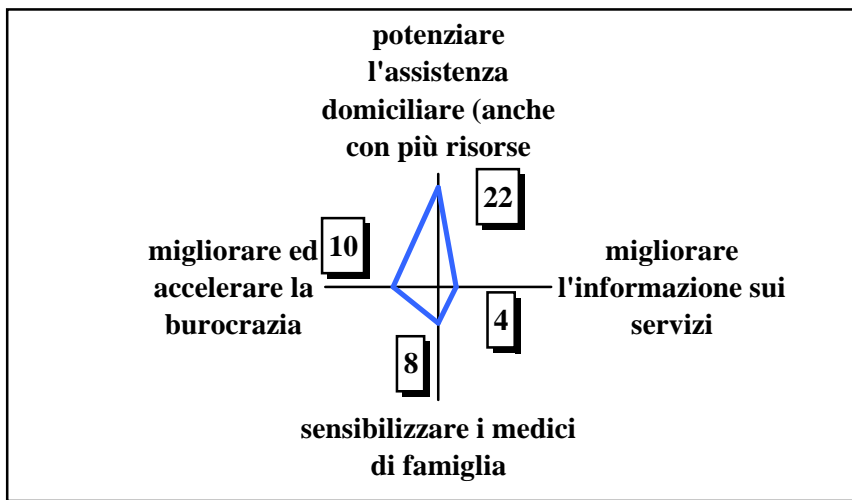 potenziare
l'assistenza
domiciliare (anche
con più risorse
22
10
migliorare ed
accelerare la
burocrazia
migliorare
l'informazione sui
servizi
4
8
sensibilizzare i medici
di famiglia